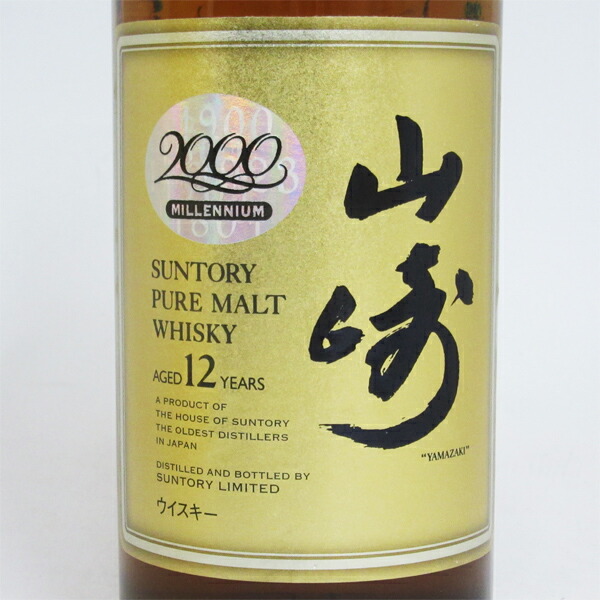 2000
MILLENNIUM
山崎
SUNTORY
PURE MALT
WHISKY
AGED 12 YEARS
A PRODUCT OF
THE HOUSE OF SUNTORY
THE OLDEST DISTILLERS
IN JAPAN
"YAMAZAKI"
DISTILLED AND BOTTLED BY
SUNTORY LIMITED
ウイスキー